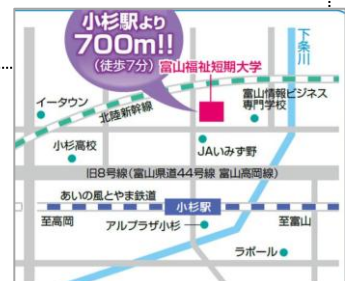 小杉駅より
700m!!
(徒歩7分)
富山福祉短期大学
下条川
イータウン
北陸新幹線
富山情報ビジネス
専門学校
小杉高校
JAいみず野
旧8号線(富山県道44号線 富山高岡線)
あいの風とやま鉄道
小杉駅
至高岡
アルプラザ小杉
至富山
ラポール